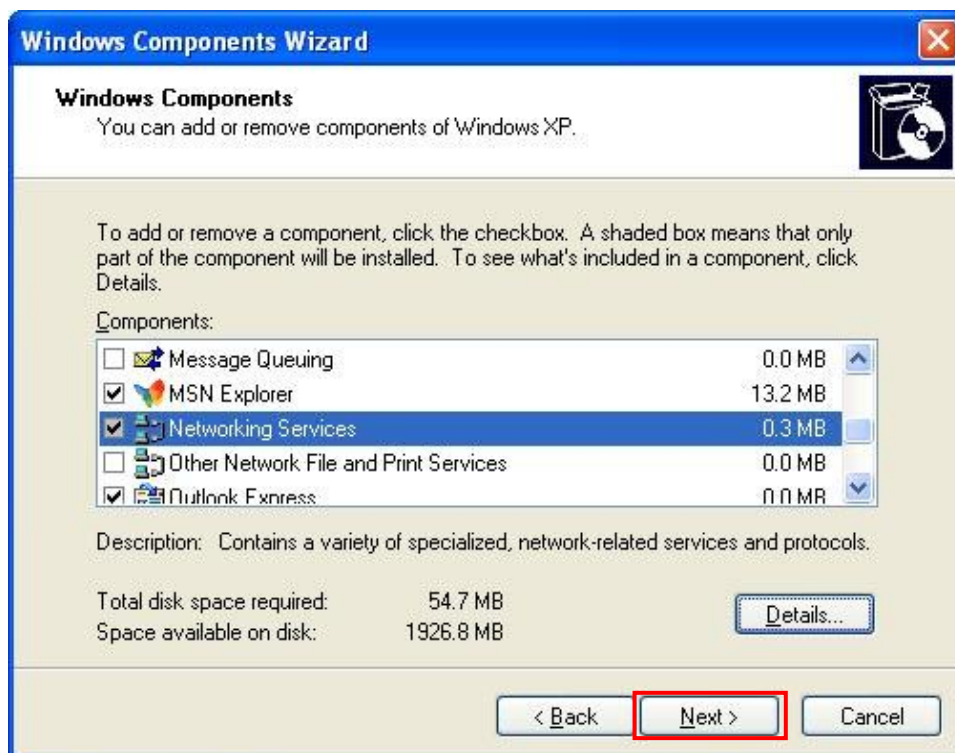 Windows Components Wizard
Windows Components
You can add or remove components of Windows XP.
To add or remove a component, click the checkbox. A shaded box means that only
part of the component will be installed. To see what's included in a component, click
Details.
Components:
Message Queuing 0.0 MB
MSN Explorer 13.2 MB
Networking Services 0.3 MB
Other Network File and Print Services 0.0 MB
Outlook Express 0.0 MB
Description: Contains a variety of specialized, network-related services and protocols.
Total disk space required: 54.7 MB
Space available on disk: 1926.8 MB
Details...
< Back Next > Cancel